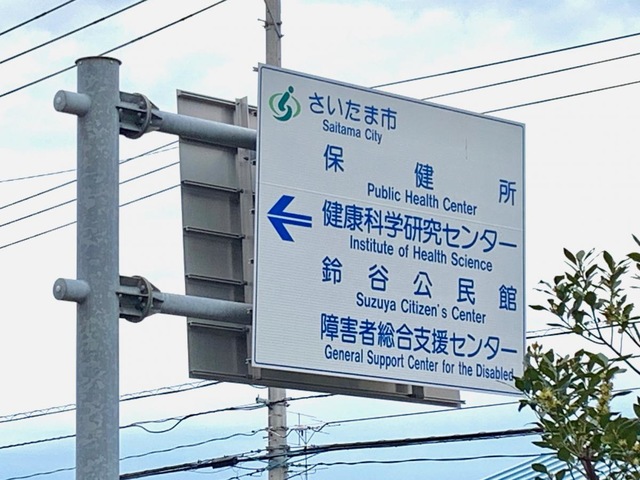 さいたま市
Saitama City
保健所
Public Health Center
健康科学研究センター
Institute of Health Science
鈴谷公民館
Suzuya Citizen's Center
障害者総合支援センター
General Support Center for the Disabled